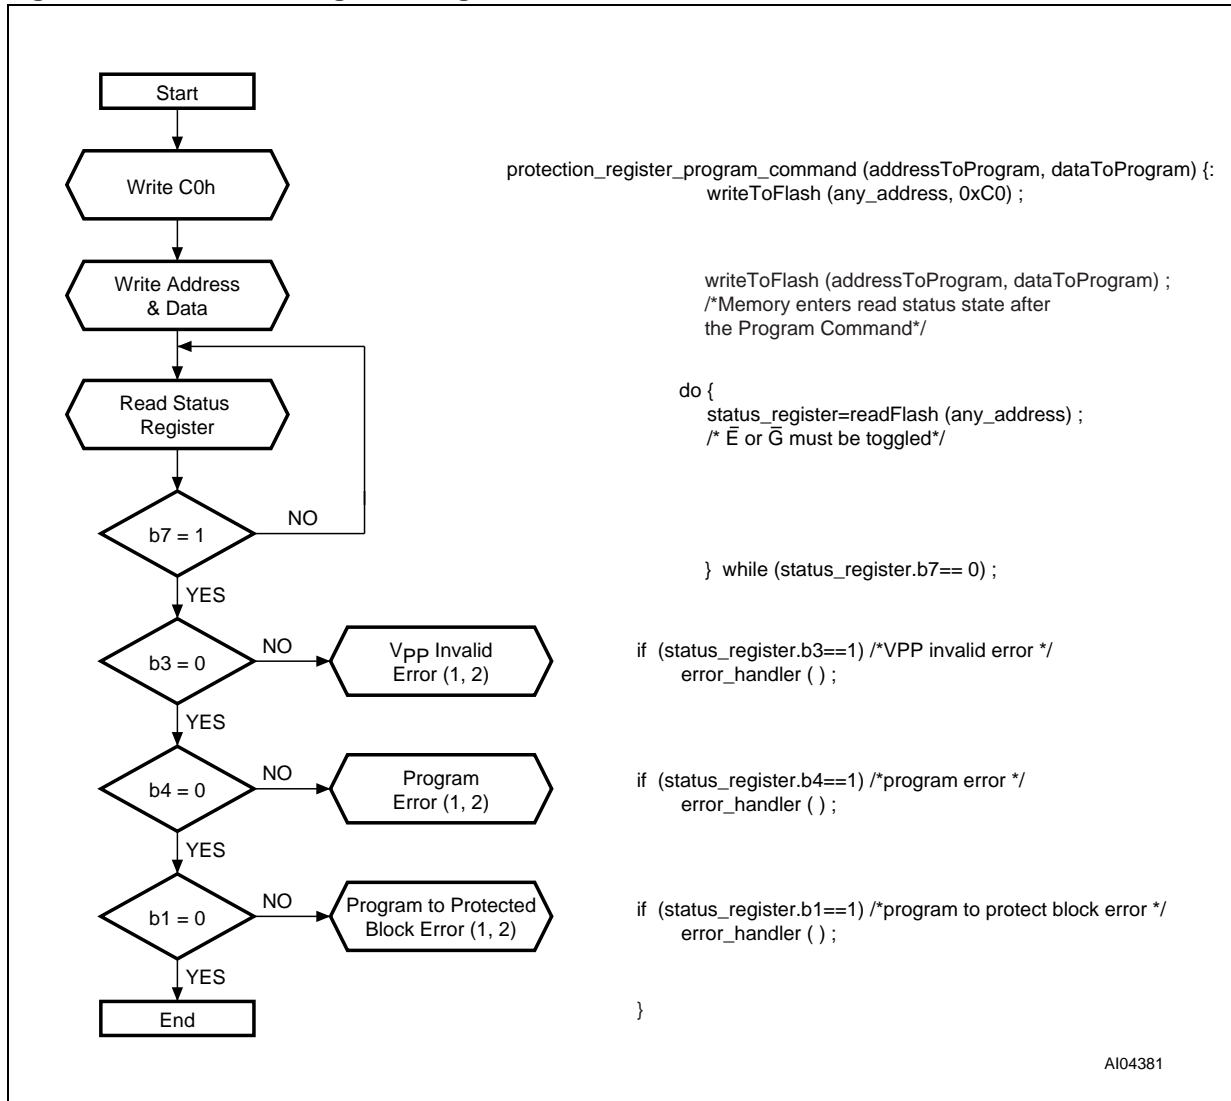 Start
Write C0h
protection_register_program_command (addressToProgram, dataToProgram) {:
writeToFlash (any_address, 0xC0) ;
Write Address
& Data
writeToFlash (addressToProgram, dataToProgram) ;
/*Memory enters read status state after
the Program Command*/
Read Status
Register
do {
status_register=readFlash (any_address) ;
/* E̅ or G̅ must be toggled*/
b7 = 1
NO
} while (status_register.b7== 0) ;
YES
b3 = 0
NO
VPP Invalid
Error (1, 2)
if (status_register.b3==1) /*VPP invalid error */
error_handler ( ) ;
YES
b4 = 0
NO
Program
Error (1, 2)
if (status_register.b4==1) /*program error */
error_handler ( ) ;
YES
b1 = 0
NO
Program to Protected
Block Error (1, 2)
if (status_register.b1==1) /*program to protect block error */
error_handler ( ) ;
YES
End
}
AI04381